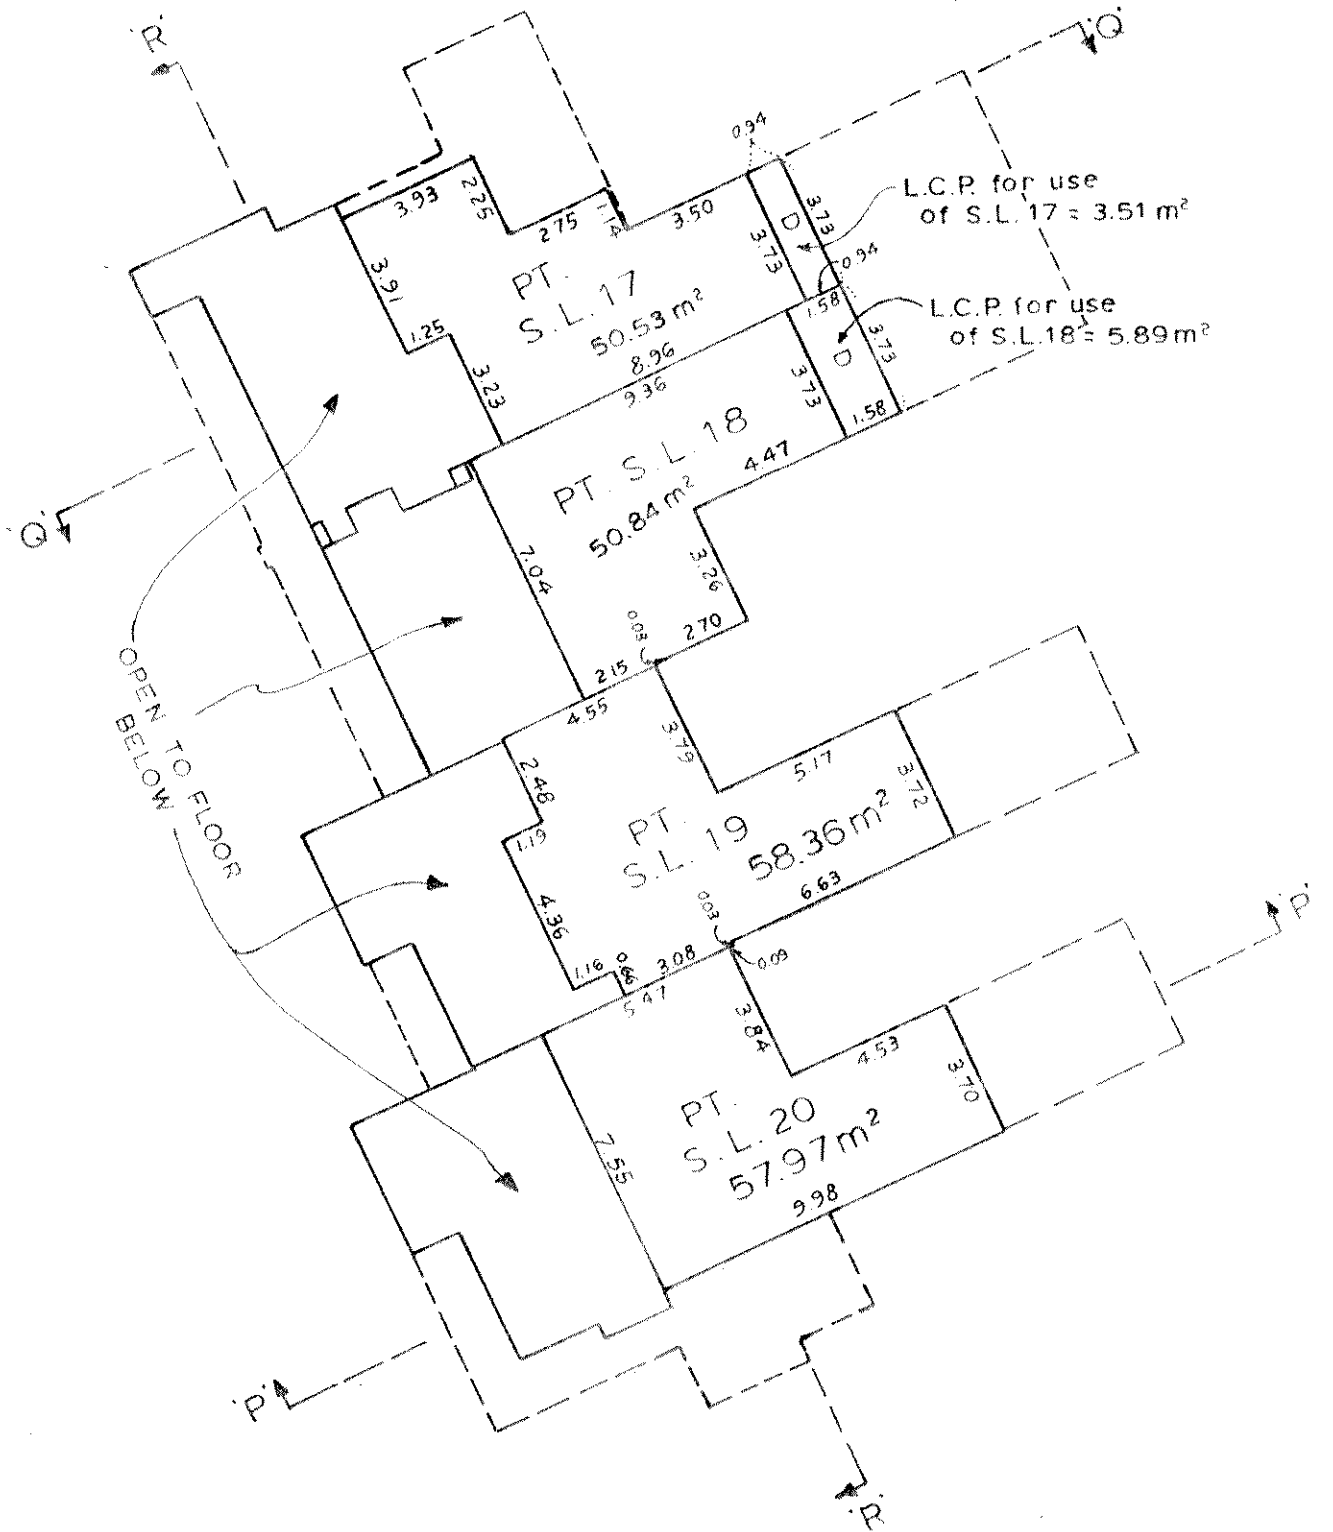 'R'
'Q'
0.94
L.C.P. for use
of S.L. 17 = 3.51 m²
3.93
2.25
2.75
1.14
3.50
D
3.73
3.73
0.94
3.91
PT.
S.L. 17
50.53 m²
1.25
3.23
8.96
1.58
L.C.P. for use
of S.L. 18 = 5.89 m²
9.36
3.73
D
3.73
1.58
PT. S.L. 18
50.84 m²
4.47
'Q'
7.04
3.26
0.03
2.70
2.15
4.55
OPEN TO FLOOR
BELOW
2.48
3.79
5.17
3.72
1.19
PT.
S.L. 19
58.36 m²
4.36
6.63
0.03
0.09
1.16
0.66
3.08
5.47
'P'
3.84
4.53
3.70
7.55
PT.
S.L. 20
57.97 m²
9.98
'P'
'R'